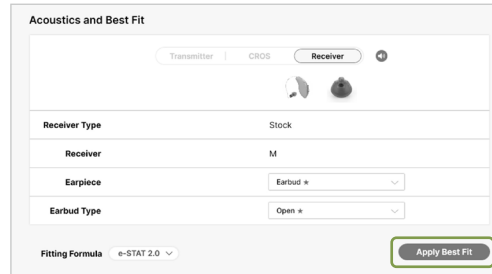 Acoustics and Best Fit
Transmitter CROS Receiver
Receiver Type Stock
Receiver M
Earpiece Earbud ★
Earbud Type Open ★
Fitting Formula e-STAT 2.0 Apply Best Fit